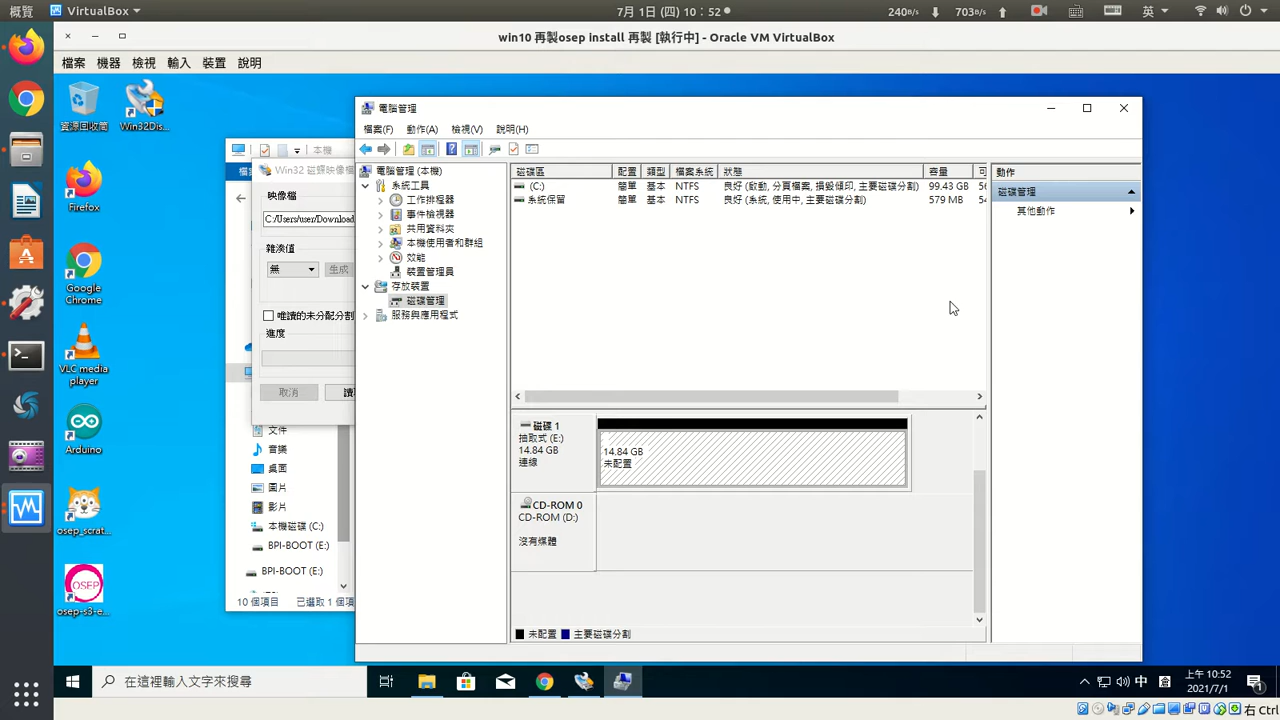 概覽
VirtualBox
7月 1日 (四) 10：52
240B/s
703B/s
英
win10 再製osep install 再製 [執行中] - Oracle VM VirtualBox
檔案 機器 檢視 輸入 裝置 說明
資源回收筒
Win32Dis...
Firefox
Google
Chrome
VLC media
player
Arduino
osep_scrat...
osep-s3-e...
本機
Win32 磁碟映像檔
映像檔
C:/Users/user/Download
雜湊值
無
生成
唯讀的未分配分割
進度
取消
文件
音樂
桌面
圖片
影片
本機磁碟 (C:)
BPI-BOOT (E:)
BPI-BOOT (E:)
10 個項目
已選取 1 個項
電腦管理
檔案(F) 動作(A) 檢視(V) 說明(H)
電腦管理 (本機)
系統工具
工作排程器
事件檢視器
共用資料夾
本機使用者和群組
效能
裝置管理員
存放裝置
磁碟管理
服務與應用程式
磁碟區 配置 類型 檔案系統 狀態 容量 可
(C:) 簡單 基本 NTFS 良好 (啟動, 分頁檔案, 損毀傾印, 主要磁碟分割) 99.43 GB
系統保留 簡單 基本 NTFS 良好 (系統, 使用中, 主要磁碟分割) 579 MB
動作
磁碟管理
其他動作
磁碟 1
抽取式 (E:)
14.84 GB
連線
14.84 GB
未配置
CD-ROM 0
CD-ROM (D:)
沒有媒體
未配置 主要磁碟分割
在這裡輸入文字來搜尋
中
上午 10:52
2021/7/1
1
右 Ctrl